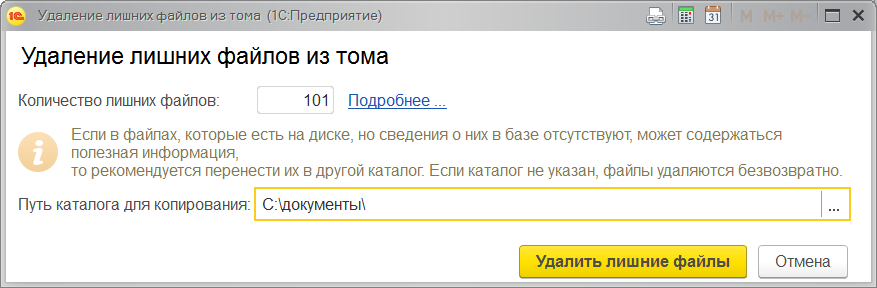 1С Удаление лишних файлов из тома (1С:Предприятие) 31 M M+ M-
Удаление лишних файлов из тома
Количество лишних файлов: 101 Подробнее ...
Если в файлах, которые есть на диске, но сведения о них в базе отсутствуют, может содержаться
полезная информация,
то рекомендуется перенести их в другой каталог. Если каталог не указан, файлы удаляются безвозвратно.
Путь каталога для копирования: С:\документы\ ...
Удалить лишние файлы Отмена